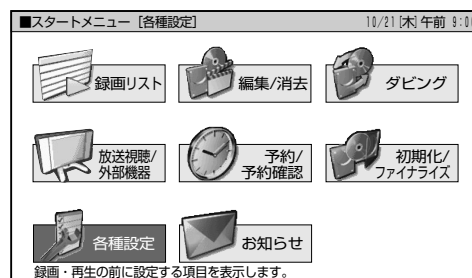 ■スタートメニュー [各種設定] 10/21[木]午前 9:0
録画リスト 編集/消去 ダビング
放送視聴/ 予約/ 初期化/
外部機器 予約確認 ファイナライズ
各種設定 お知らせ
録画・再生の前に設定する項目を表示します。